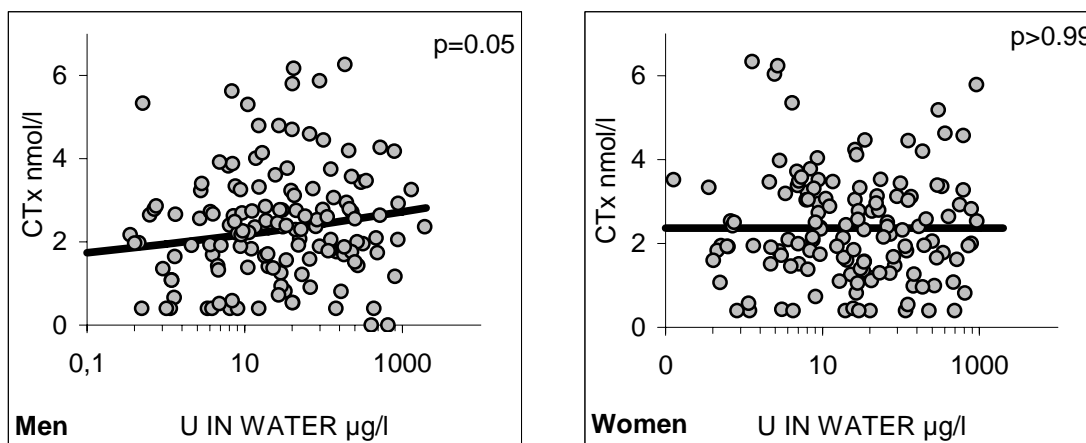 p=0.05
6
4
2
0
CTx nmol/l
0,1
10
1000
Men
U IN WATER µg/l
p>0.99
6
4
2
0
CTx nmol/l
0
10
1000
Women
U IN WATER µg/l